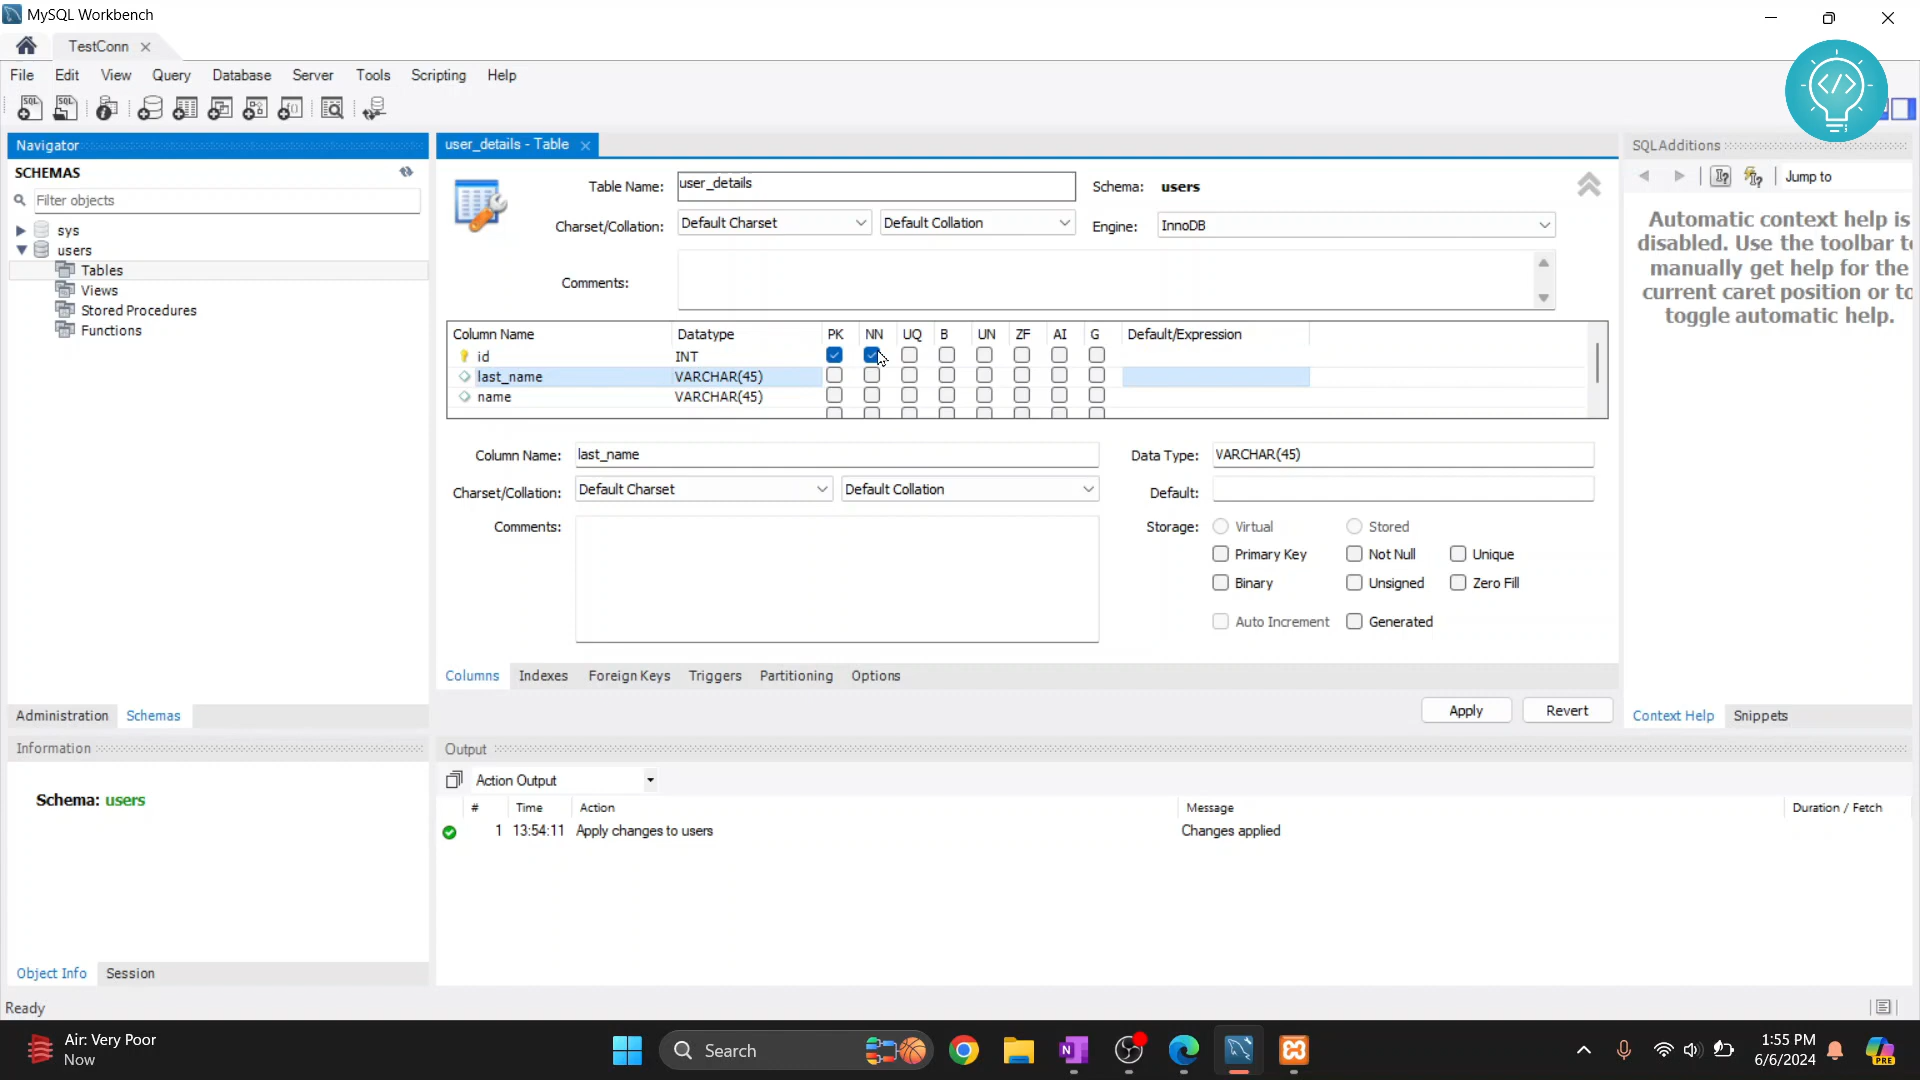 MySQL Workbench
TestConn
File Edit View Query Database Server Tools Scripting Help
Navigator
SCHEMAS
Filter objects
sys
users
Tables
Views
Stored Procedures
Functions
Administration Schemas
Information
Schema: users
Object Info Session
Ready
user_details - Table
Table Name: user_details Schema: users
Charset/Collation: Default Charset Default Collation Engine: InnoDB
Comments:
Column Name Datatype PK NN UQ B UN ZF AI G Default/Expression
id INT
last_name VARCHAR(45)
name VARCHAR(45)
Column Name: last_name Data Type: VARCHAR(45)
Charset/Collation: Default Charset Default Collation Default:
Comments: Storage: Virtual Stored
Primary Key Not Null Unique
Binary Unsigned Zero Fill
Auto Increment Generated
Columns Indexes Foreign Keys Triggers Partitioning Options
Apply Revert
Output
Action Output
# Time Action Message Duration / Fetch
1 13:54:11 Apply changes to users Changes applied
SQLAdditions
Jump to
Automatic context help is
disabled. Use the toolbar to
manually get help for the
current caret position or to
toggle automatic help.
Context Help Snippets
Air: Very Poor
Now
Search
1:55 PM
6/6/2024